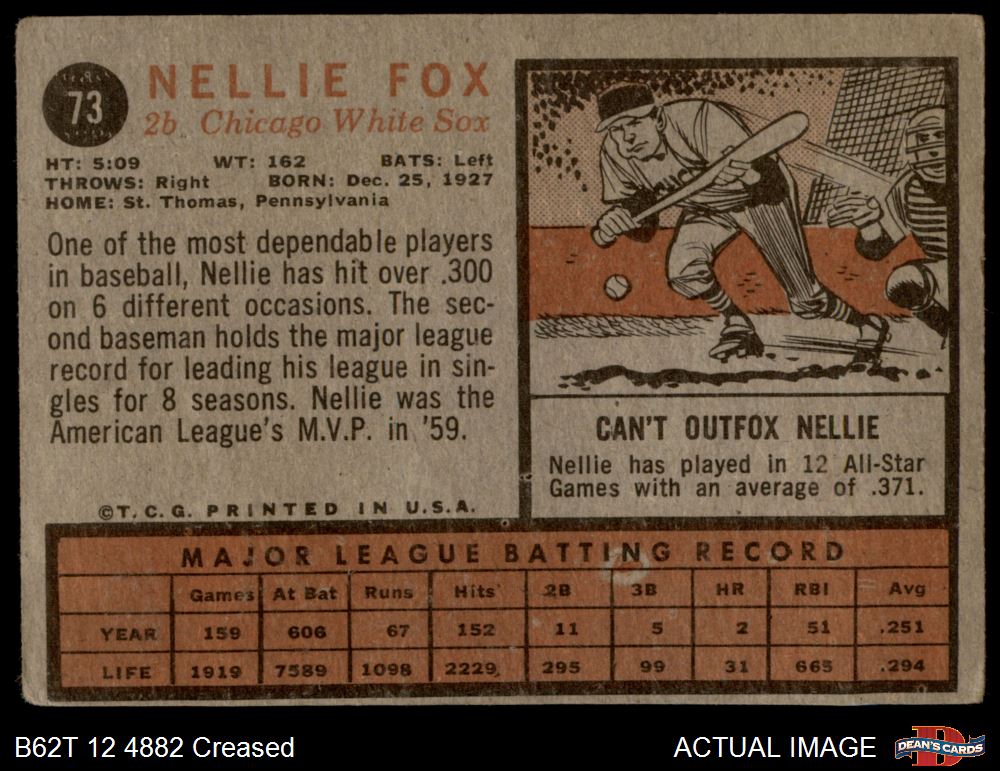 73
NELLIE FOX
2b Chicago White Sox
HT: 5:09 WT: 162 BATS: Left
THROWS: Right BORN: Dec. 25, 1927
HOME: St. Thomas, Pennsylvania
One of the most dependable players
in baseball, Nellie has hit over .300
on 6 different occasions. The sec-
ond baseman holds the major league
record for leading his league in sin-
gles for 8 seasons. Nellie was the
American League's M.V.P. in '59.
©T.C.G. PRINTED IN U.S.A.
CAN'T OUTFOX NELLIE
Nellie has played in 12 All-Star
Games with an average of .371.
MAJOR LEAGUE BATTING RECORD
Games At Bat Runs Hits 2B 3B HR RBI Avg
YEAR 159 606 67 152 11 5 2 51 .251
LIFE 1919 7589 1098 2229 295 99 31 665 .294
B62T 12 4882 Creased
ACTUAL IMAGE
DEAN'S CARDS